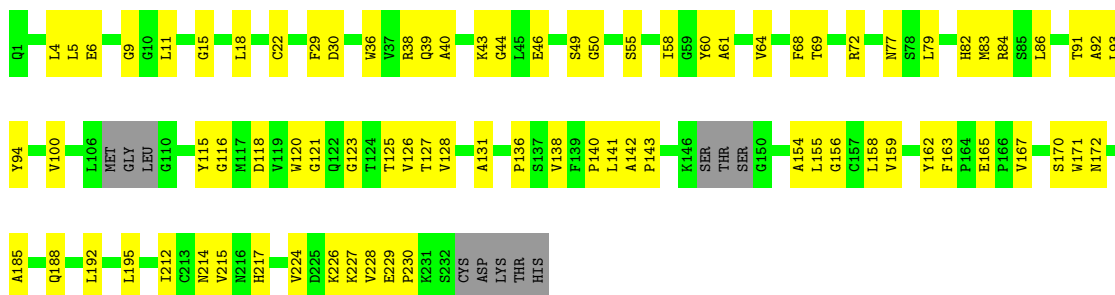 Q1 L4 L5 E6 G9 G10 L11 G15 L18 C22 F29 D30 W36 V37 R38 Q39 A40 K43 G44 L45 E46 S49 G50 S55 I58 G59 Y60 A61 V64 F68 T69 R72 N77 S78 L79 H82 M83 R84 S85 L86 T91 A92
Y94 V100 L106 MET GLY LEU G110 Y115 G116 M117 D118 V119 W120 G121 Q122 G123 T124 T125 V126 T127 V128 A131 P136 S137 V138 F139 P140 L141 A142 P143 K146 SER THR SER G150 A154 L155 G156 C157 L158 V159 Y162 F163 P164 E165 P166 V167 S170 W171 N172
A185 Q188 L192 L195 I212 C213 N214 V215 N216 H217 V224 D225 K226 K227 V228 E229 P230 K231 S232 CYS ASP LYS THR HIS